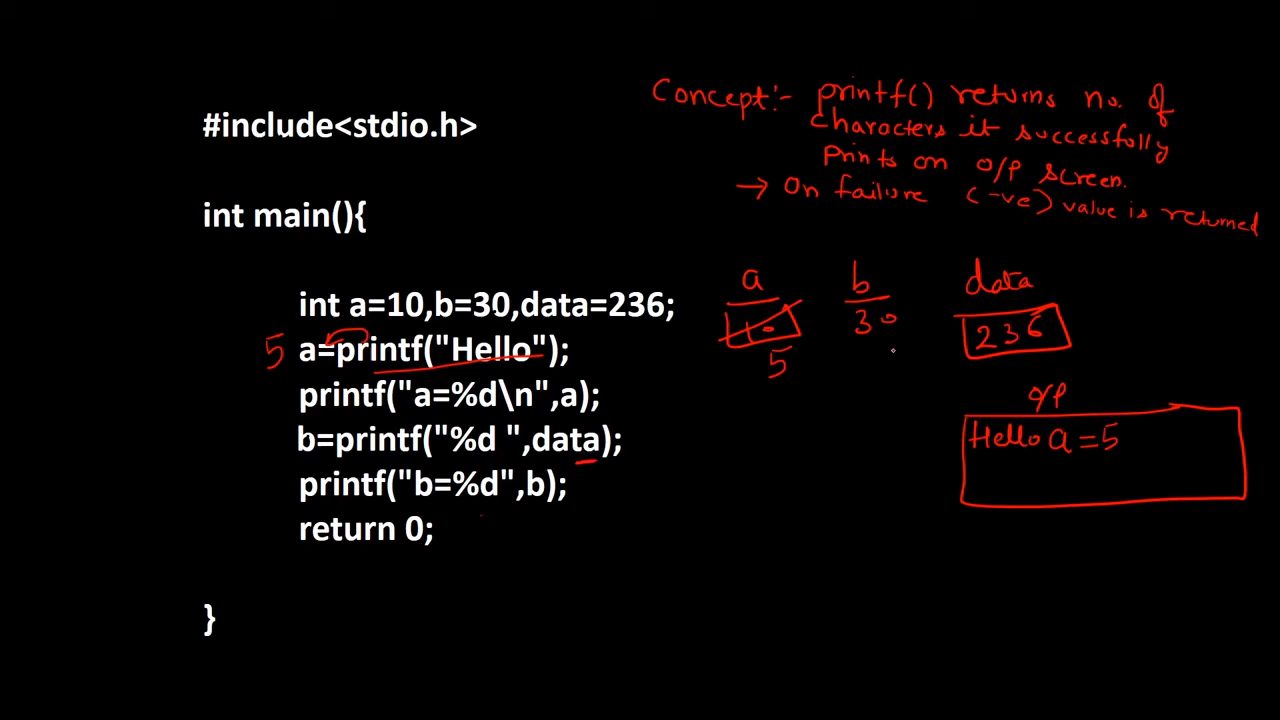 Concept:- printf() returns no. of
characters it successfully
prints on o/p screen.
→ On failure (-ve) value is returned
#include<stdio.h>
int main(){
int a=10,b=30,data=236;
5 a=printf("Hello");
printf("a=%d\n",a);
b=printf("%d ",data);
printf("b=%d",b);
return 0;
}
a b data
10 30 236
5
o/p
Hello a=5